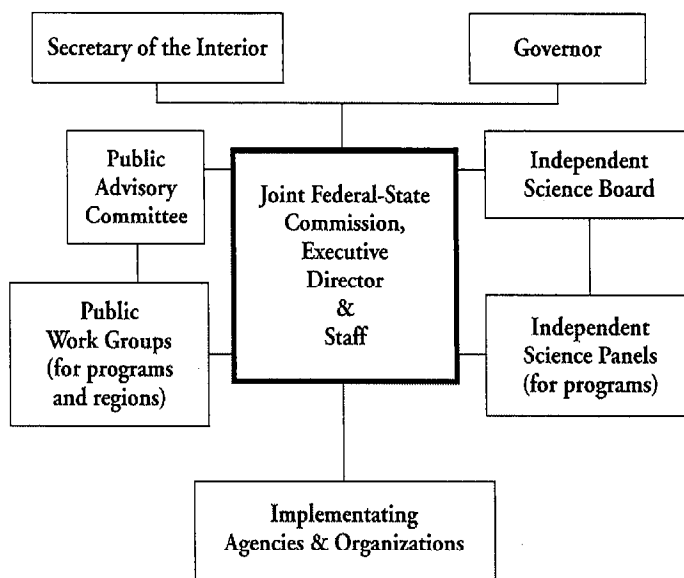 Secretary of the Interior
Governor
Public
Advisory
Committee
Joint Federal-State
Commission,
Executive
Director
&
Staff
Independent
Science Board
Public
Work Groups
(for programs
and regions)
Independent
Science Panels
(for programs)
Implementating
Agencies & Organizations